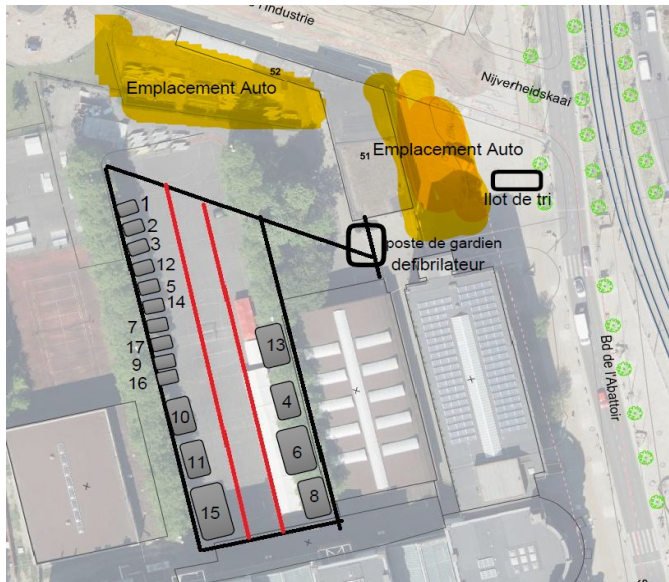 l'industrie
52
Emplacement Auto
Nijverheidskaai
51
Emplacement Auto
Ilot de tri
poste de gardien
défibrilateur
1
2
3
12
5
14
7
17
9
16
10
11
15
13
4
6
8
Bd de l'Abattoir